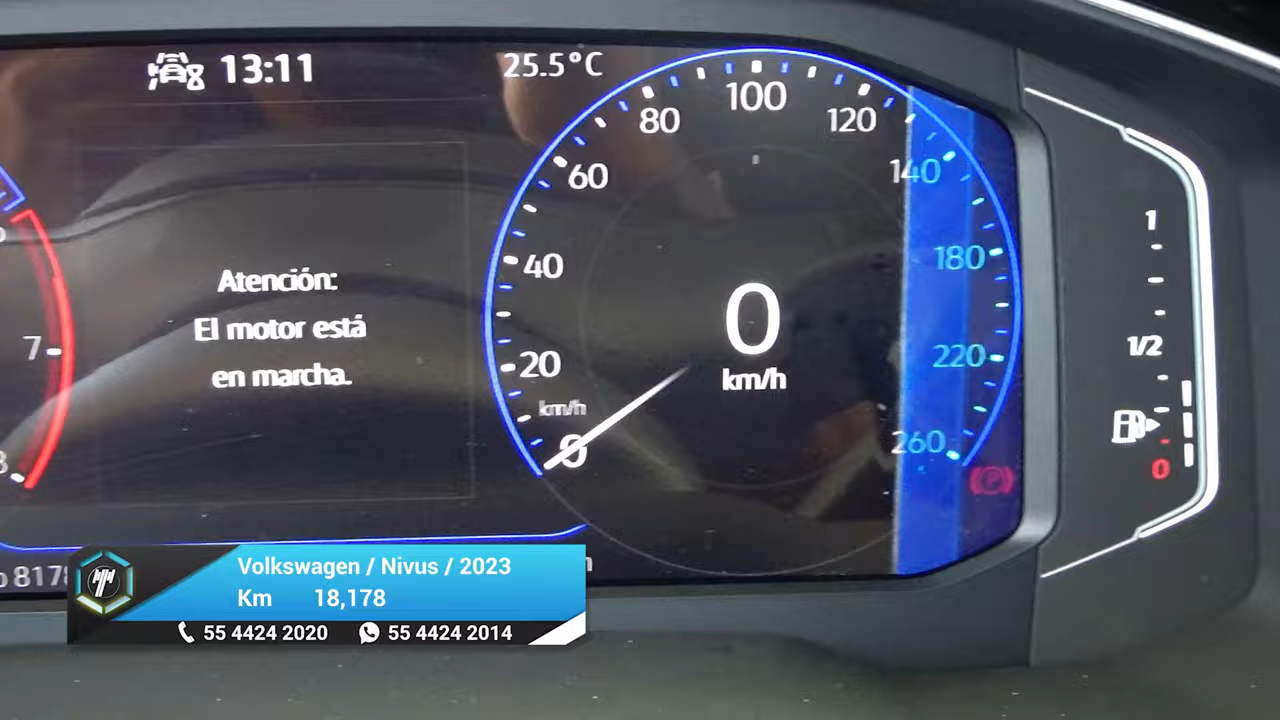 13:11
25.5°C
80
100
120
60
140
40
180
20
220
km/h
0
260
0
km/h
7
Atención:
El motor está
en marcha.
1
1/2
0
P
Volkswagen / Nivus / 2023
Km 18,178
55 4424 2020
55 4424 2014